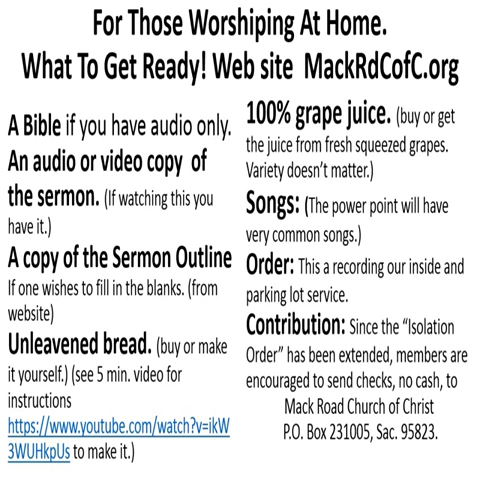 For Those Worshiping At Home.
What To Get Ready! Web site  MackRdCofC.org
A Bible if you have audio only.
An audio or video copy  of
the sermon. (If watching this you
have it.)
A copy of the Sermon Outline
If one wishes to fill in the blanks. (from
website)
Unleavened bread. (buy or make
it yourself.) (see 5 min. video for
instructions
https://www.youtube.com/watch?v=ikW
3WUHkpUs to make it.)
100% grape juice. (buy or get
the juice from fresh squeezed grapes.
Variety doesn’t matter.)
Songs: (The power point will have
very common songs.)
Order: This a recording our inside and
parking lot service.
Contribution: Since the “Isolation
Order” has been extended, members are
encouraged to send checks, no cash, to
Mack Road Church of Christ
P.O. Box 231005, Sac. 95823.